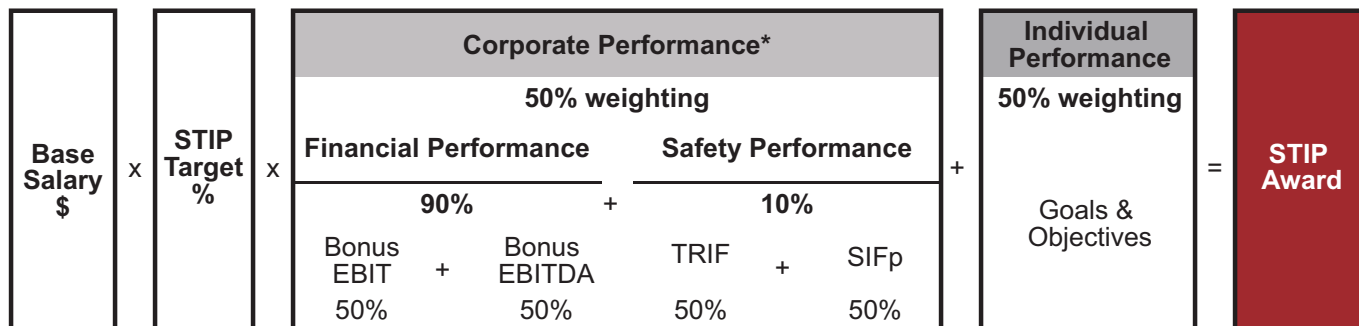 Base
Salary
$
x
STIP
Target
%
x
Corporate Performance*
50% weighting
Financial Performance
Safety Performance
90%
+
10%
Bonus
EBIT
+
Bonus
EBITDA
TRIF
+
SIFp
50%
50%
50%
50%
+
Individual
Performance
50% weighting
Goals &
Objectives
=
STIP
Award